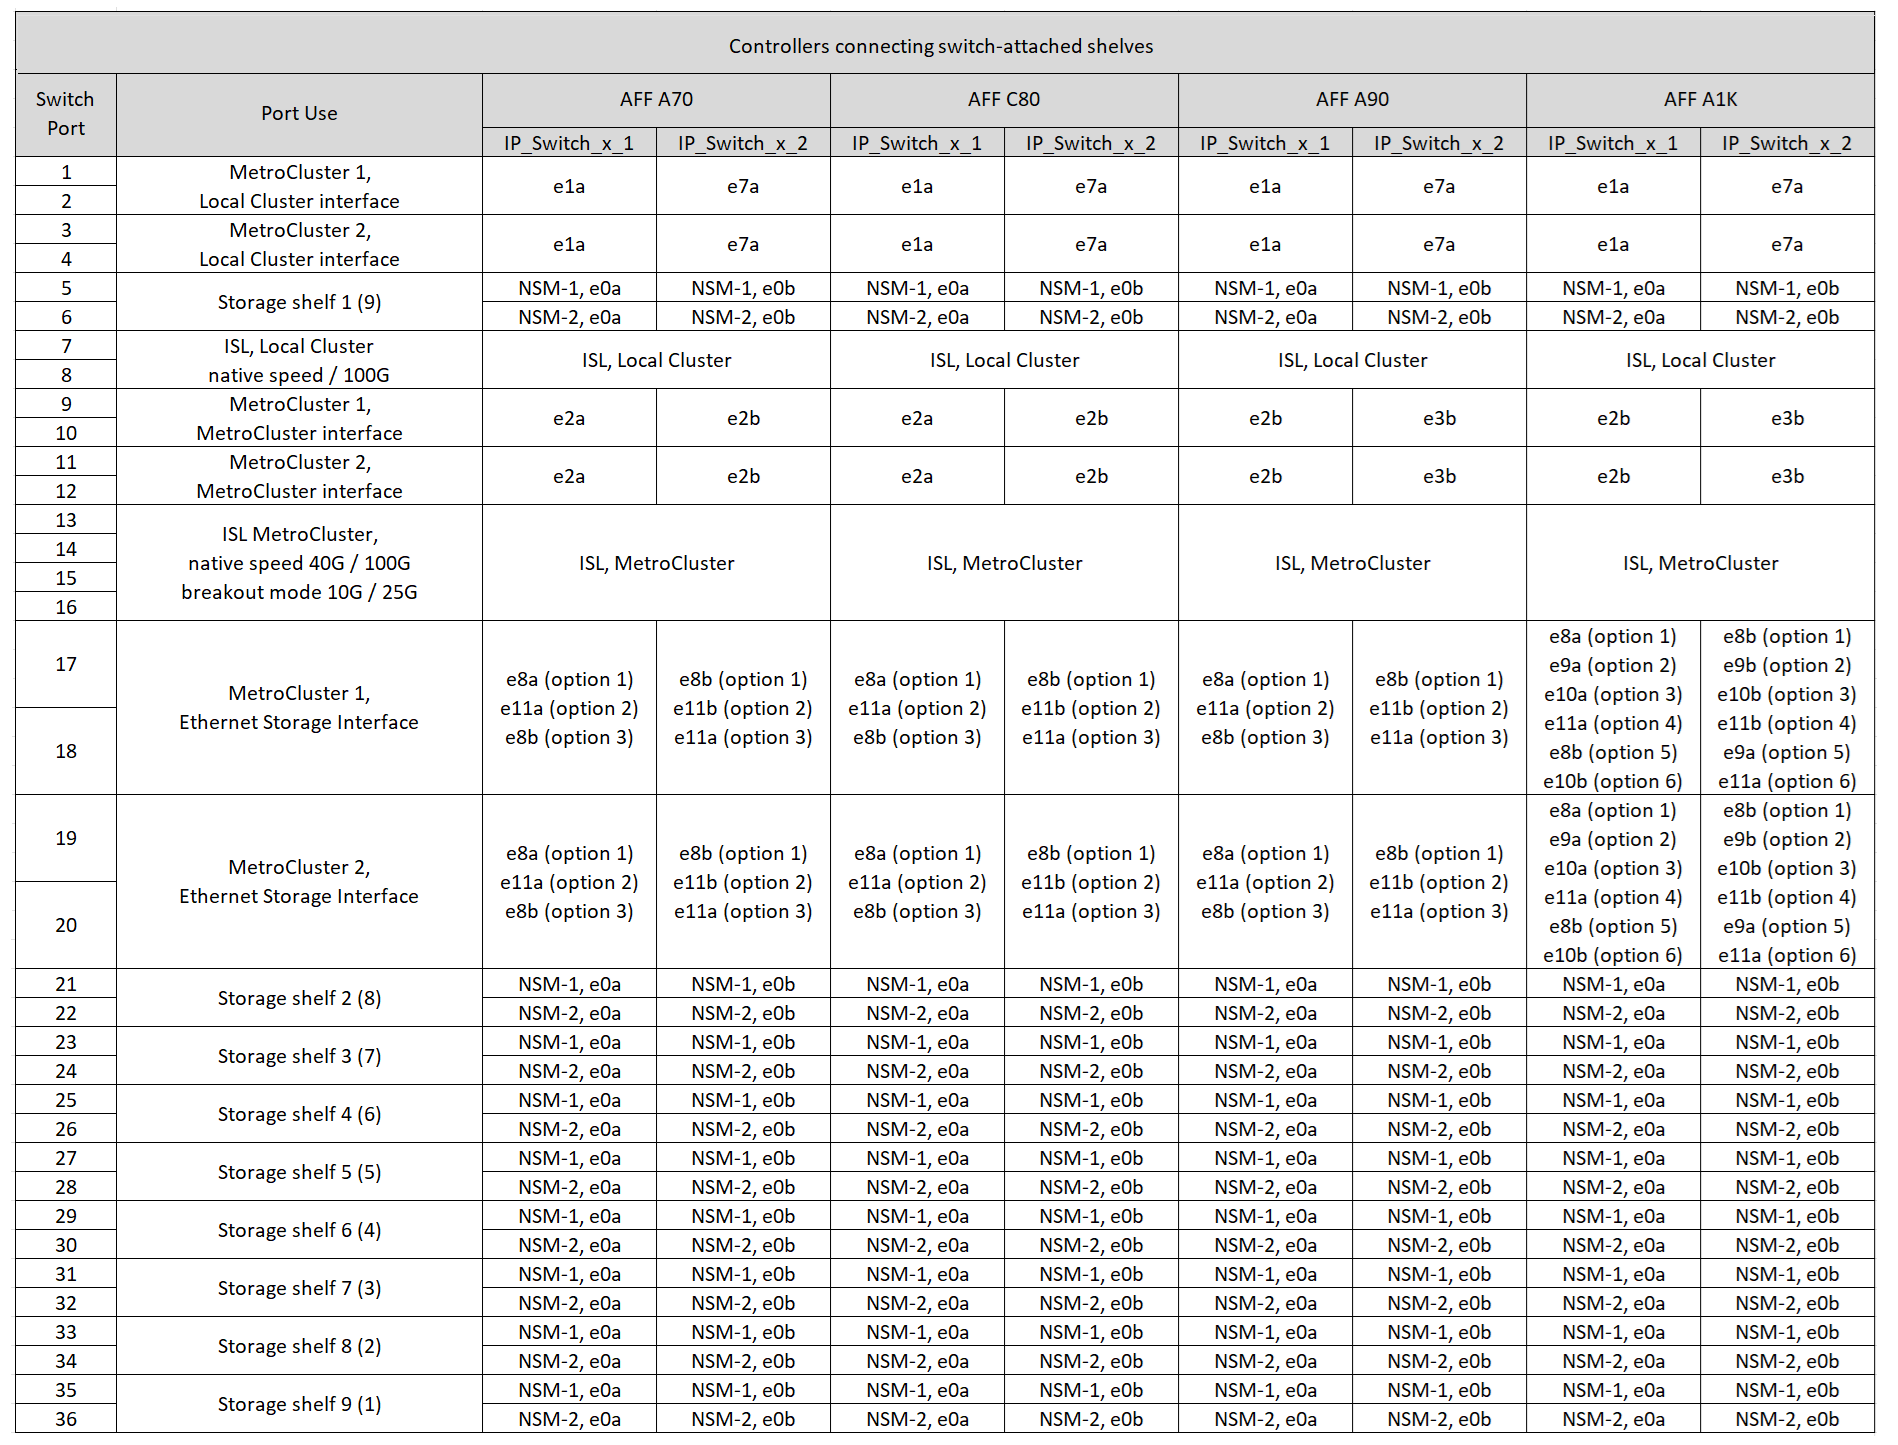 Controllers connecting switch-attached shelves
Switch Port | Port Use | AFF A70 | AFF C80 | AFF A90 | AFF A1K
IP_Switch_x_1 | IP_Switch_x_2 | IP_Switch_x_1 | IP_Switch_x_2 | IP_Switch_x_1 | IP_Switch_x_2 | IP_Switch_x_1 | IP_Switch_x_2
1
2
MetroCluster 1,
Local Cluster interface
e1a | e7a | e1a | e7a | e1a | e7a | e1a | e7a
3
4
MetroCluster 2,
Local Cluster interface
e1a | e7a | e1a | e7a | e1a | e7a | e1a | e7a
Storage shelf 1 (9)
5 | NSM-1, e0a | NSM-1, e0b | NSM-1, e0a | NSM-1, e0b | NSM-1, e0a | NSM-1, e0b | NSM-1, e0a | NSM-1, e0b
6 | NSM-2, e0a | NSM-2, e0b | NSM-2, e0a | NSM-2, e0b | NSM-2, e0a | NSM-2, e0b | NSM-2, e0a | NSM-2, e0b
7
8
ISL, Local Cluster
native speed / 100G
ISL, Local Cluster | ISL, Local Cluster | ISL, Local Cluster | ISL, Local Cluster
9
10
MetroCluster 1,
MetroCluster interface
e2a | e2b | e2a | e2b | e2b | e3b | e2b | e3b
11
12
MetroCluster 2,
MetroCluster interface
e2a | e2b | e2a | e2b | e2b | e3b | e2b | e3b
13
14
15
16
ISL MetroCluster,
native speed 40G / 100G
breakout mode 10G / 25G
ISL, MetroCluster | ISL, MetroCluster | ISL, MetroCluster | ISL, MetroCluster
17
18
MetroCluster 1,
Ethernet Storage Interface
e8a (option 1) | e8b (option 1) | e8a (option 1) | e8b (option 1) | e8a (option 1) | e8b (option 1)
e11a (option 2) | e11b (option 2) | e11a (option 2) | e11b (option 2) | e11a (option 2) | e11b (option 2)
e8b (option 3) | e11a (option 3) | e8b (option 3) | e11a (option 3) | e8b (option 3) | e11a (option 3)
e8a (option 1) | e8b (option 1)
e9a (option 2) | e9b (option 2)
e10a (option 3) | e10b (option 3)
e11a (option 4) | e11b (option 4)
e8b (option 5) | e9a (option 5)
e10b (option 6) | e11a (option 6)
19
20
MetroCluster 2,
Ethernet Storage Interface
e8a (option 1) | e8b (option 1) | e8a (option 1) | e8b (option 1) | e8a (option 1) | e8b (option 1)
e11a (option 2) | e11b (option 2) | e11a (option 2) | e11b (option 2) | e11a (option 2) | e11b (option 2)
e8b (option 3) | e11a (option 3) | e8b (option 3) | e11a (option 3) | e8b (option 3) | e11a (option 3)
e8a (option 1) | e8b (option 1)
e9a (option 2) | e9b (option 2)
e10a (option 3) | e10b (option 3)
e11a (option 4) | e11b (option 4)
e8b (option 5) | e9a (option 5)
e10b (option 6) | e11a (option 6)
Storage shelf 2 (8)
21 | NSM-1, e0a | NSM-1, e0b | NSM-1, e0a | NSM-1, e0b | NSM-1, e0a | NSM-1, e0b | NSM-1, e0a | NSM-1, e0b
22 | NSM-2, e0a | NSM-2, e0b | NSM-2, e0a | NSM-2, e0b | NSM-2, e0a | NSM-2, e0b | NSM-2, e0a | NSM-2, e0b
Storage shelf 3 (7)
23 | NSM-1, e0a | NSM-1, e0b | NSM-1, e0a | NSM-1, e0b | NSM-1, e0a | NSM-1, e0b | NSM-1, e0a | NSM-1, e0b
24 | NSM-2, e0a | NSM-2, e0b | NSM-2, e0a | NSM-2, e0b | NSM-2, e0a | NSM-2, e0b | NSM-2, e0a | NSM-2, e0b
Storage shelf 4 (6)
25 | NSM-1, e0a | NSM-1, e0b | NSM-1, e0a | NSM-1, e0b | NSM-1, e0a | NSM-1, e0b | NSM-1, e0a | NSM-1, e0b
26 | NSM-2, e0a | NSM-2, e0b | NSM-2, e0a | NSM-2, e0b | NSM-2, e0a | NSM-2, e0b | NSM-2, e0a | NSM-2, e0b
Storage shelf 5 (5)
27 | NSM-1, e0a | NSM-1, e0b | NSM-1, e0a | NSM-1, e0b | NSM-1, e0a | NSM-1, e0b | NSM-1, e0a | NSM-1, e0b
28 | NSM-2, e0a | NSM-2, e0b | NSM-2, e0a | NSM-2, e0b | NSM-2, e0a | NSM-2, e0b | NSM-2, e0a | NSM-2, e0b
Storage shelf 6 (4)
29 | NSM-1, e0a | NSM-1, e0b | NSM-1, e0a | NSM-1, e0b | NSM-1, e0a | NSM-1, e0b | NSM-1, e0a | NSM-1, e0b
30 | NSM-2, e0a | NSM-2, e0b | NSM-2, e0a | NSM-2, e0b | NSM-2, e0a | NSM-2, e0b | NSM-2, e0a | NSM-2, e0b
Storage shelf 7 (3)
31 | NSM-1, e0a | NSM-1, e0b | NSM-1, e0a | NSM-1, e0b | NSM-1, e0a | NSM-1, e0b | NSM-1, e0a | NSM-1, e0b
32 | NSM-2, e0a | NSM-2, e0b | NSM-2, e0a | NSM-2, e0b | NSM-2, e0a | NSM-2, e0b | NSM-2, e0a | NSM-2, e0b
Storage shelf 8 (2)
33 | NSM-1, e0a | NSM-1, e0b | NSM-1, e0a | NSM-1, e0b | NSM-1, e0a | NSM-1, e0b | NSM-1, e0a | NSM-1, e0b
34 | NSM-2, e0a | NSM-2, e0b | NSM-2, e0a | NSM-2, e0b | NSM-2, e0a | NSM-2, e0b | NSM-2, e0a | NSM-2, e0b
Storage shelf 9 (1)
35 | NSM-1, e0a | NSM-1, e0b | NSM-1, e0a | NSM-1, e0b | NSM-1, e0a | NSM-1, e0b | NSM-1, e0a | NSM-1, e0b
36 | NSM-2, e0a | NSM-2, e0b | NSM-2, e0a | NSM-2, e0b | NSM-2, e0a | NSM-2, e0b | NSM-2, e0a | NSM-2, e0b